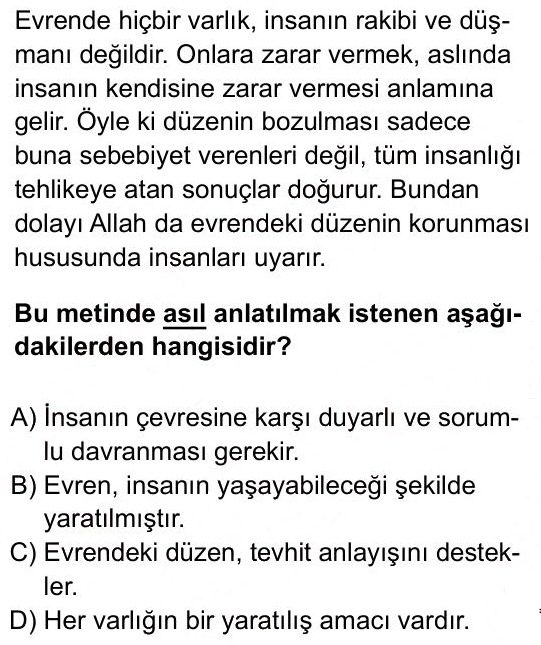 Evrende hiçbir varlık, insanın rakibi ve düş-
manı değildir. Onlara zarar vermek, aslında
insanın kendisine zarar vermesi anlamına
gelir. Öyle ki düzenin bozulması sadece
buna sebebiyet verenleri değil, tüm insanlığı
tehlikeye atan sonuçlar doğurur. Bundan
dolayı Allah da evrendeki düzenin korunması
hususunda insanları uyarır.
Bu metinde asıl anlatılmak istenen aşağı-
dakilerden hangisidir?
A) İnsanın çevresine karşı duyarlı ve sorum-
lu davranması gerekir.
B) Evren, insanın yaşayabileceği şekilde
yaratılmıştır.
C) Evrendeki düzen, tevhit anlayışını destek-
ler.
D) Her varlığın bir yaratılış amacı vardır.